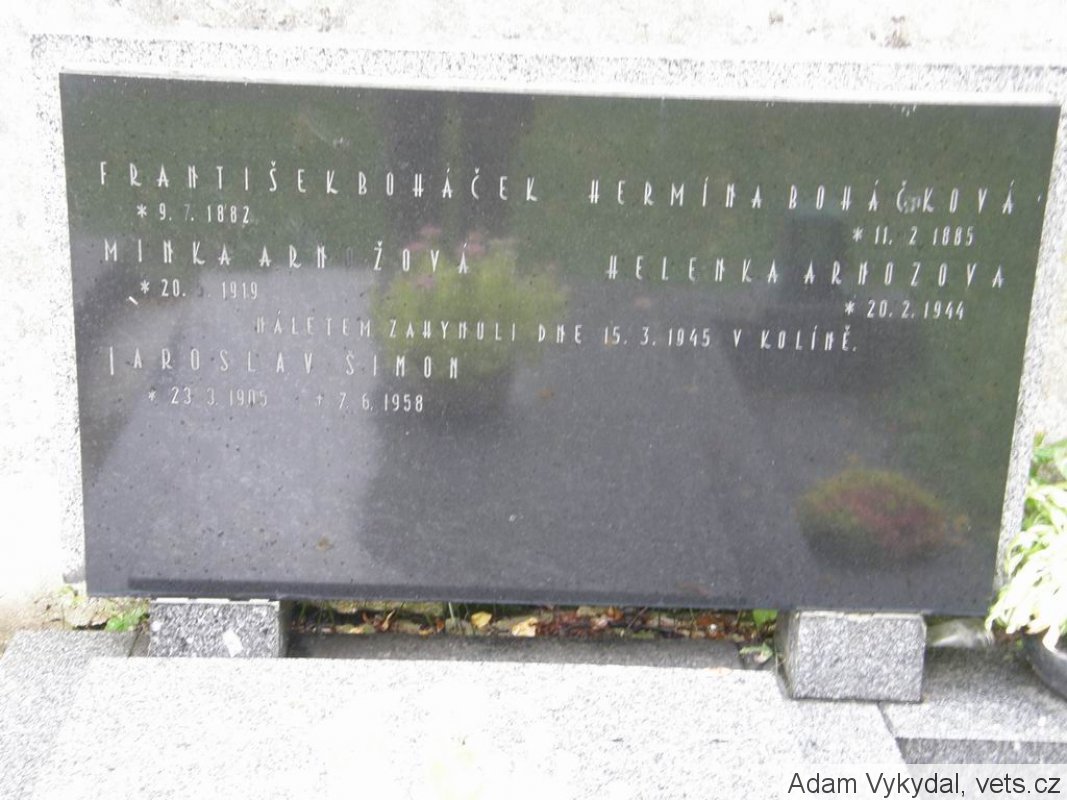 FRANTIŠEK BOHÁČEK HERMÍNA BOHÁČKOVÁ
* 9. 7. 1882 * 11. 2 1885
MINKA ARNOŽOVÁ HELENKA ARNOZOVA
* 20. 1919 * 20. 2. 1944
NÁLETEM ZAHYNULI DNE 15. 3. 1945 V KOLÍNĚ.
JAROSLAV ŠIMON
* 23. 3. 1905 + 7. 6. 1958
Adam Vykydal, vets.cz